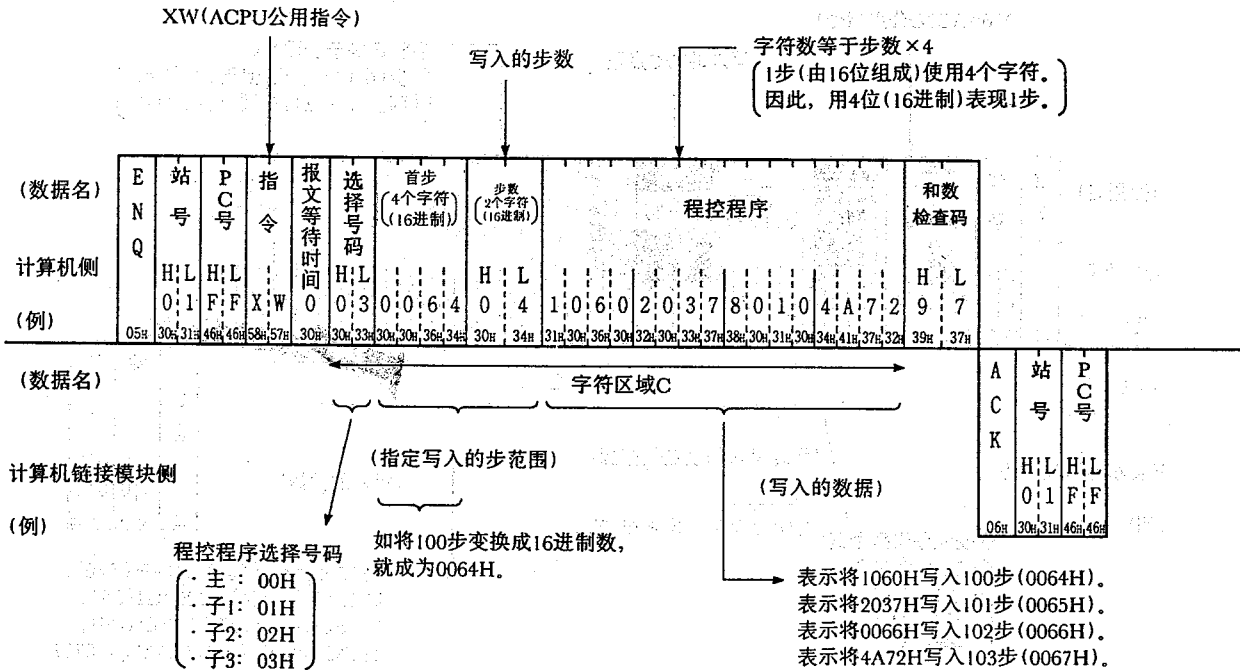 XW(ACPU公用指令)
写入的步数
字符数等于步数×4
1步(由16位组成)使用4个字符。
因此，用4位(16进制)表现1步。
(数据名)
ENQ
站号
PC号
指令
报文等待时间
选择号码
首步
(4个字符)
(16进制)
步数
(2个字符)
(16进制)
程控程序
和数
检查码
计算机侧
H L H L H L H L H L
(例)
0 1 F F X W 0 0 3 0 0 6 4 0 4 1 0 6 0 2 0 3 7 8 0 1 0 4 A 7 2 9 7
05H 30H 31H 46H 46H 58H 57H 30H 30H 33H 30H 30H 36H 34H 30H 34H 31H 30H 36H 30H 32H 30H 33H 37H 38H 30H 31H 30H 34H 41H 37H 32H 39H 37H
(数据名)
字符区域C
ACK
站号
PC号
计算机链接模块侧
(指定写入的步范围)
(写入的数据)
H L H L
0 1 F F
(例)
06H 30H 31H 46H 46H
程控程序选择号码
·主：00H
·子1：01H
·子2：02H
·子3：03H
如将100步变换成16进制数，
就成为0064H。
表示将1060H写入100步(0064H)。
表示将2037H写入101步(0065H)。
表示将0066H写入102步(0066H)。
表示将4A72H写入103步(0067H)。